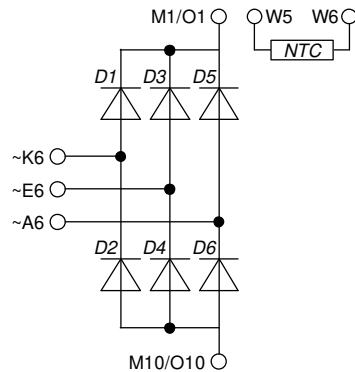 M1/O1 W5 W6
NTC
D1 D3 D5
~K6
~E6
~A6
D2 D4 D6
M10/O10